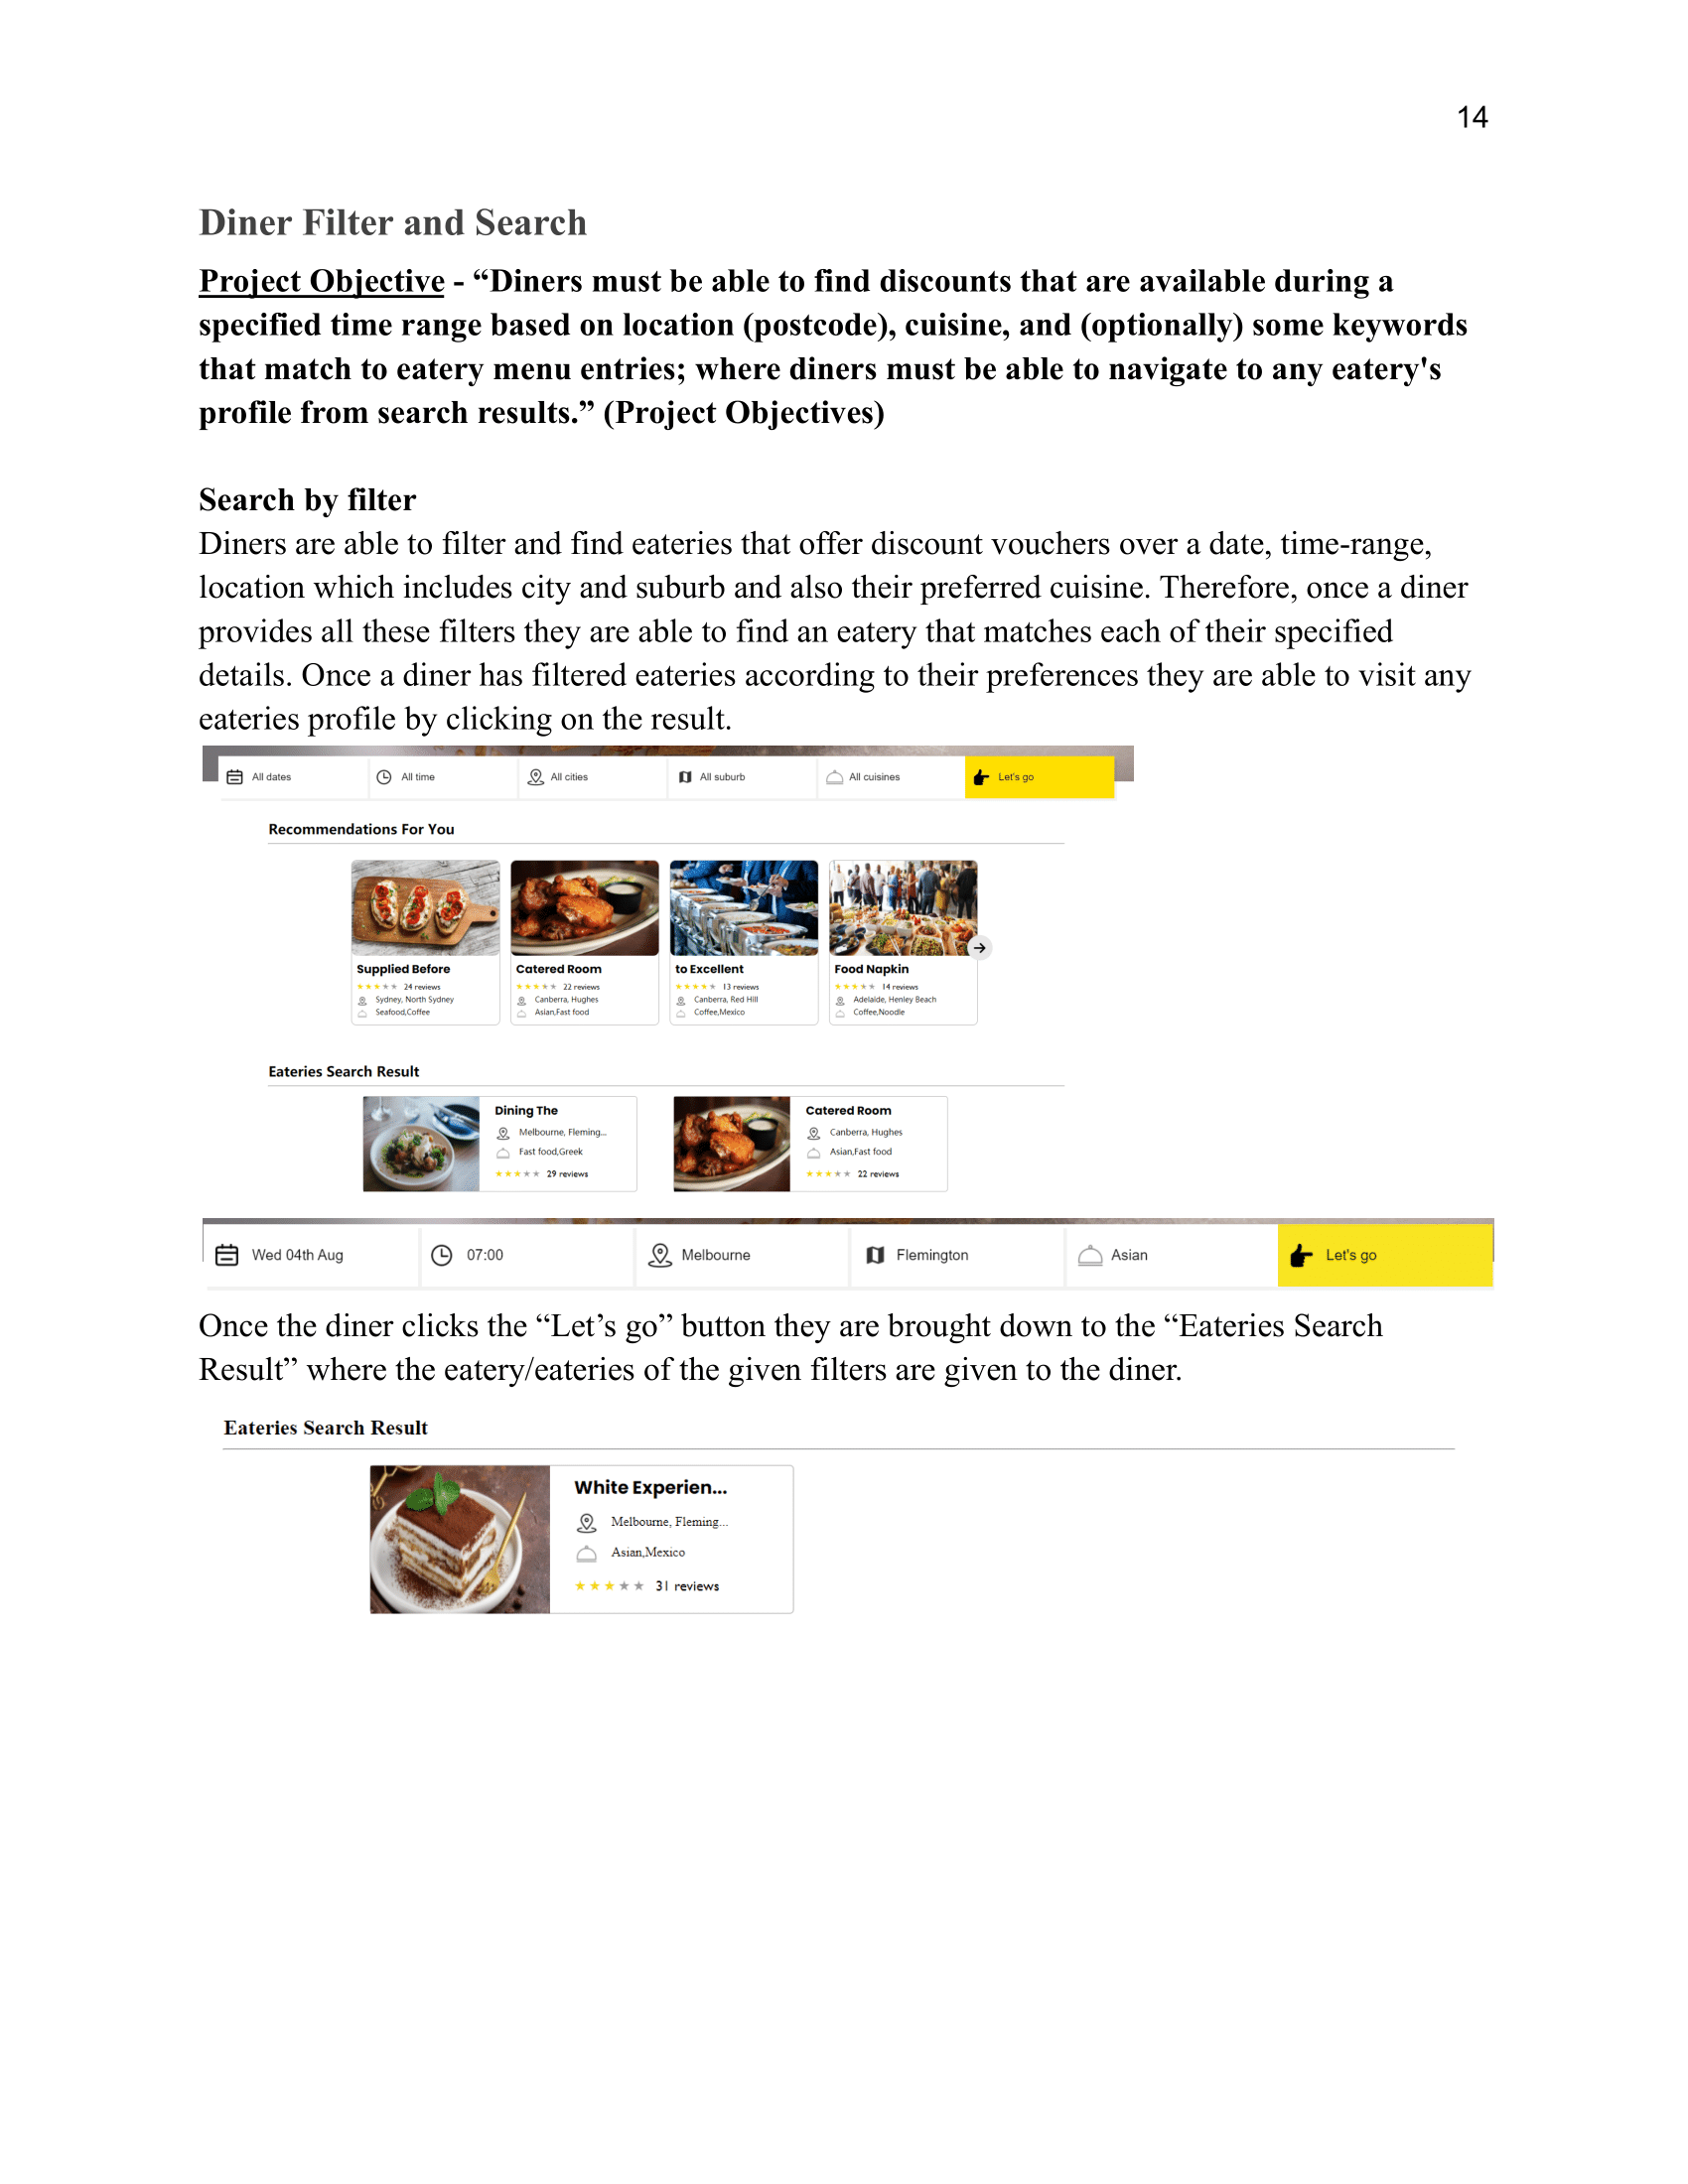 14
Diner Filter and Search
Project Objective - “Diners must be able to find discounts that are available during a
specified time range based on location (postcode), cuisine, and (optionally) some keywords
that match to eatery menu entries; where diners must be able to navigate to any eatery's
profile from search results.” (Project Objectives)
Search by filter
Diners are able to filter and find eateries that offer discount vouchers over a date, time-range,
location which includes city and suburb and also their preferred cuisine. Therefore, once a diner
provides all these filters they are able to find an eatery that matches each of their specified
details. Once a diner has filtered eateries according to their preferences they are able to visit any
eateries profile by clicking on the result.
All dates All time All cities All suburb All cuisines Let's go
Recommendations For You
Supplied Before Catered Room to Excellent Food Napkin
24 reviews 22 reviews 13 reviews 14 reviews
Sydney, North Sydney Canberra, Hughes Canberra, Red Hill Adelaide, Henley Beach
Seafood,Coffee Asian,Fast food Coffee,Mexico Coffee,Noodle
Eateries Search Result
Dining The Catered Room
Melbourne, Fleming... Canberra, Hughes
Fast food,Greek Asian,Fast food
29 reviews 22 reviews
Wed 04th Aug 07:00 Melbourne Flemington Asian Let's go
Once the diner clicks the “Let’s go” button they are brought down to the “Eateries Search
Result” where the eatery/eateries of the given filters are given to the diner.
Eateries Search Result
White Experien...
Melbourne, Fleming...
Asian,Mexico
31 reviews